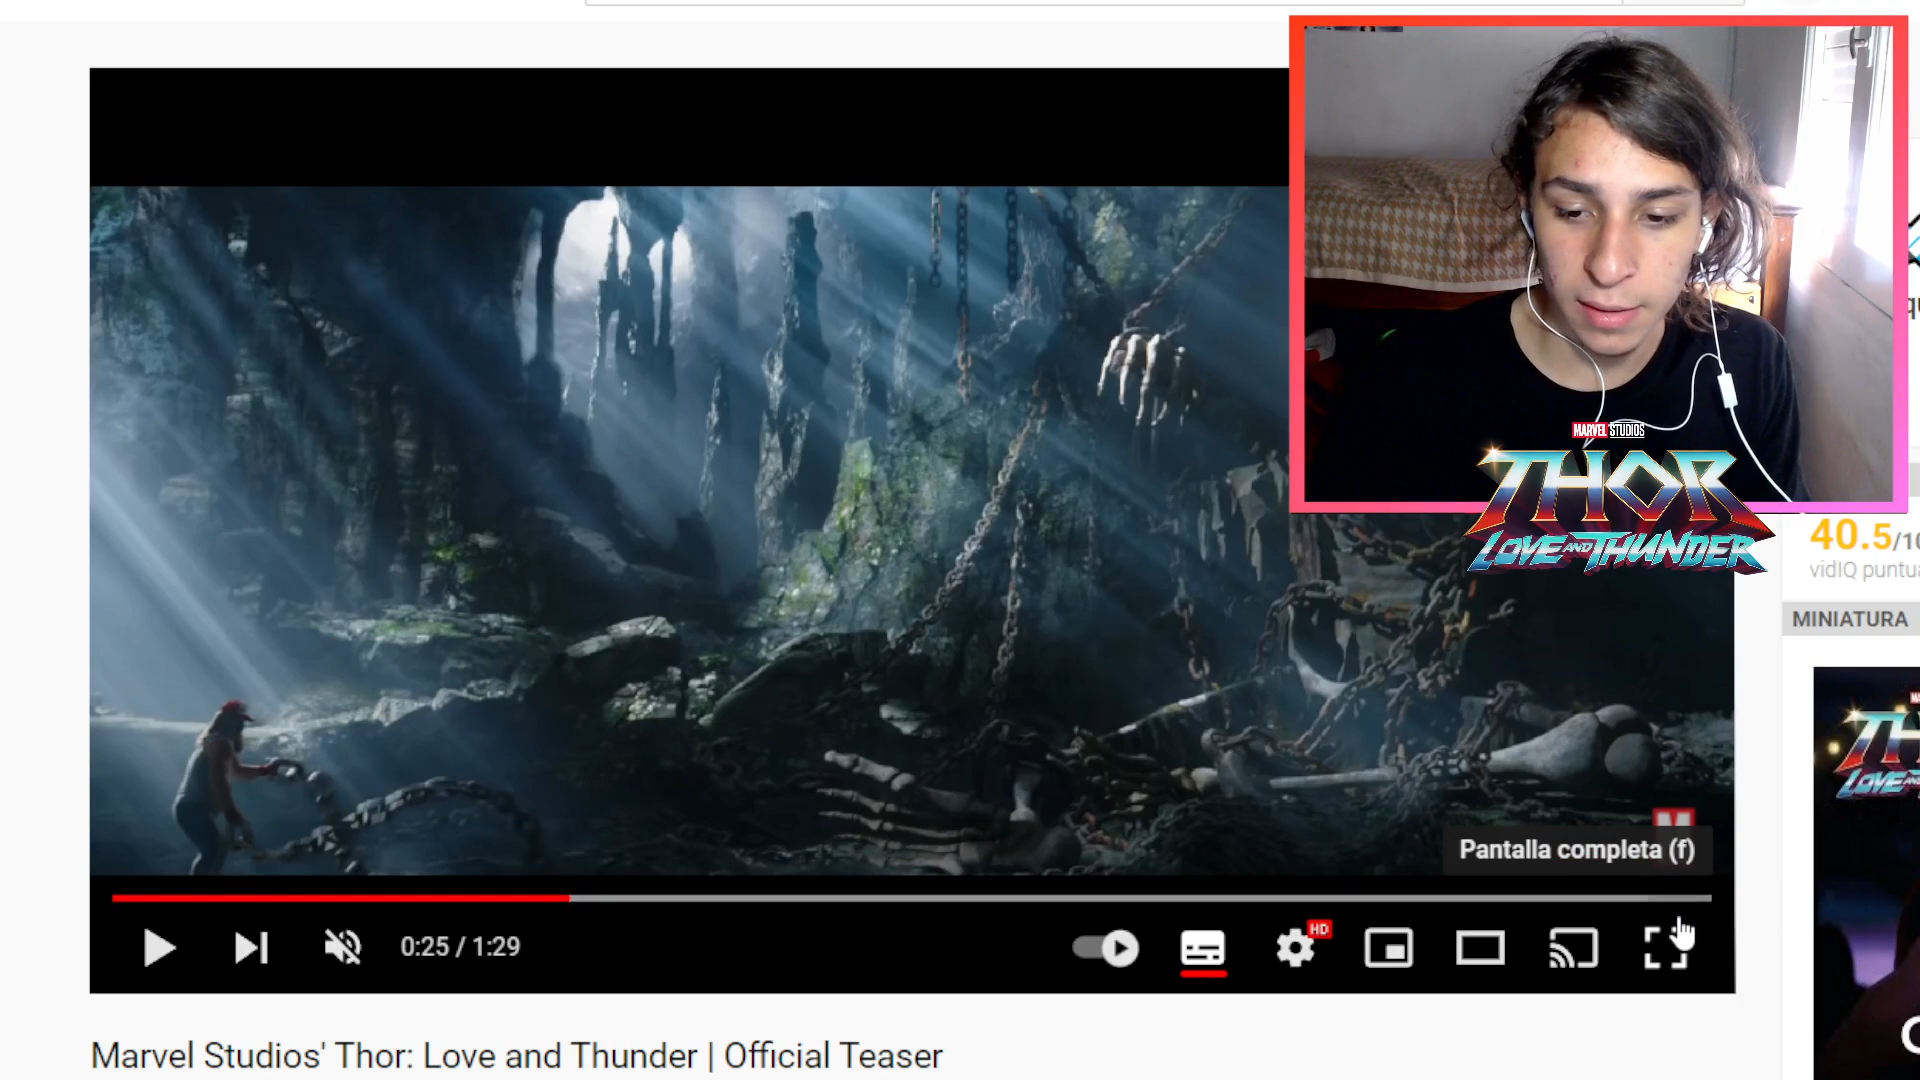 MARVEL STUDIOS
THOR
LOVE AND THUNDER
40.5/10
vidIQ puntua
MINIATURA
Pantalla completa (f)
0:25 / 1:29
HD
Marvel Studios' Thor: Love and Thunder | Official Teaser